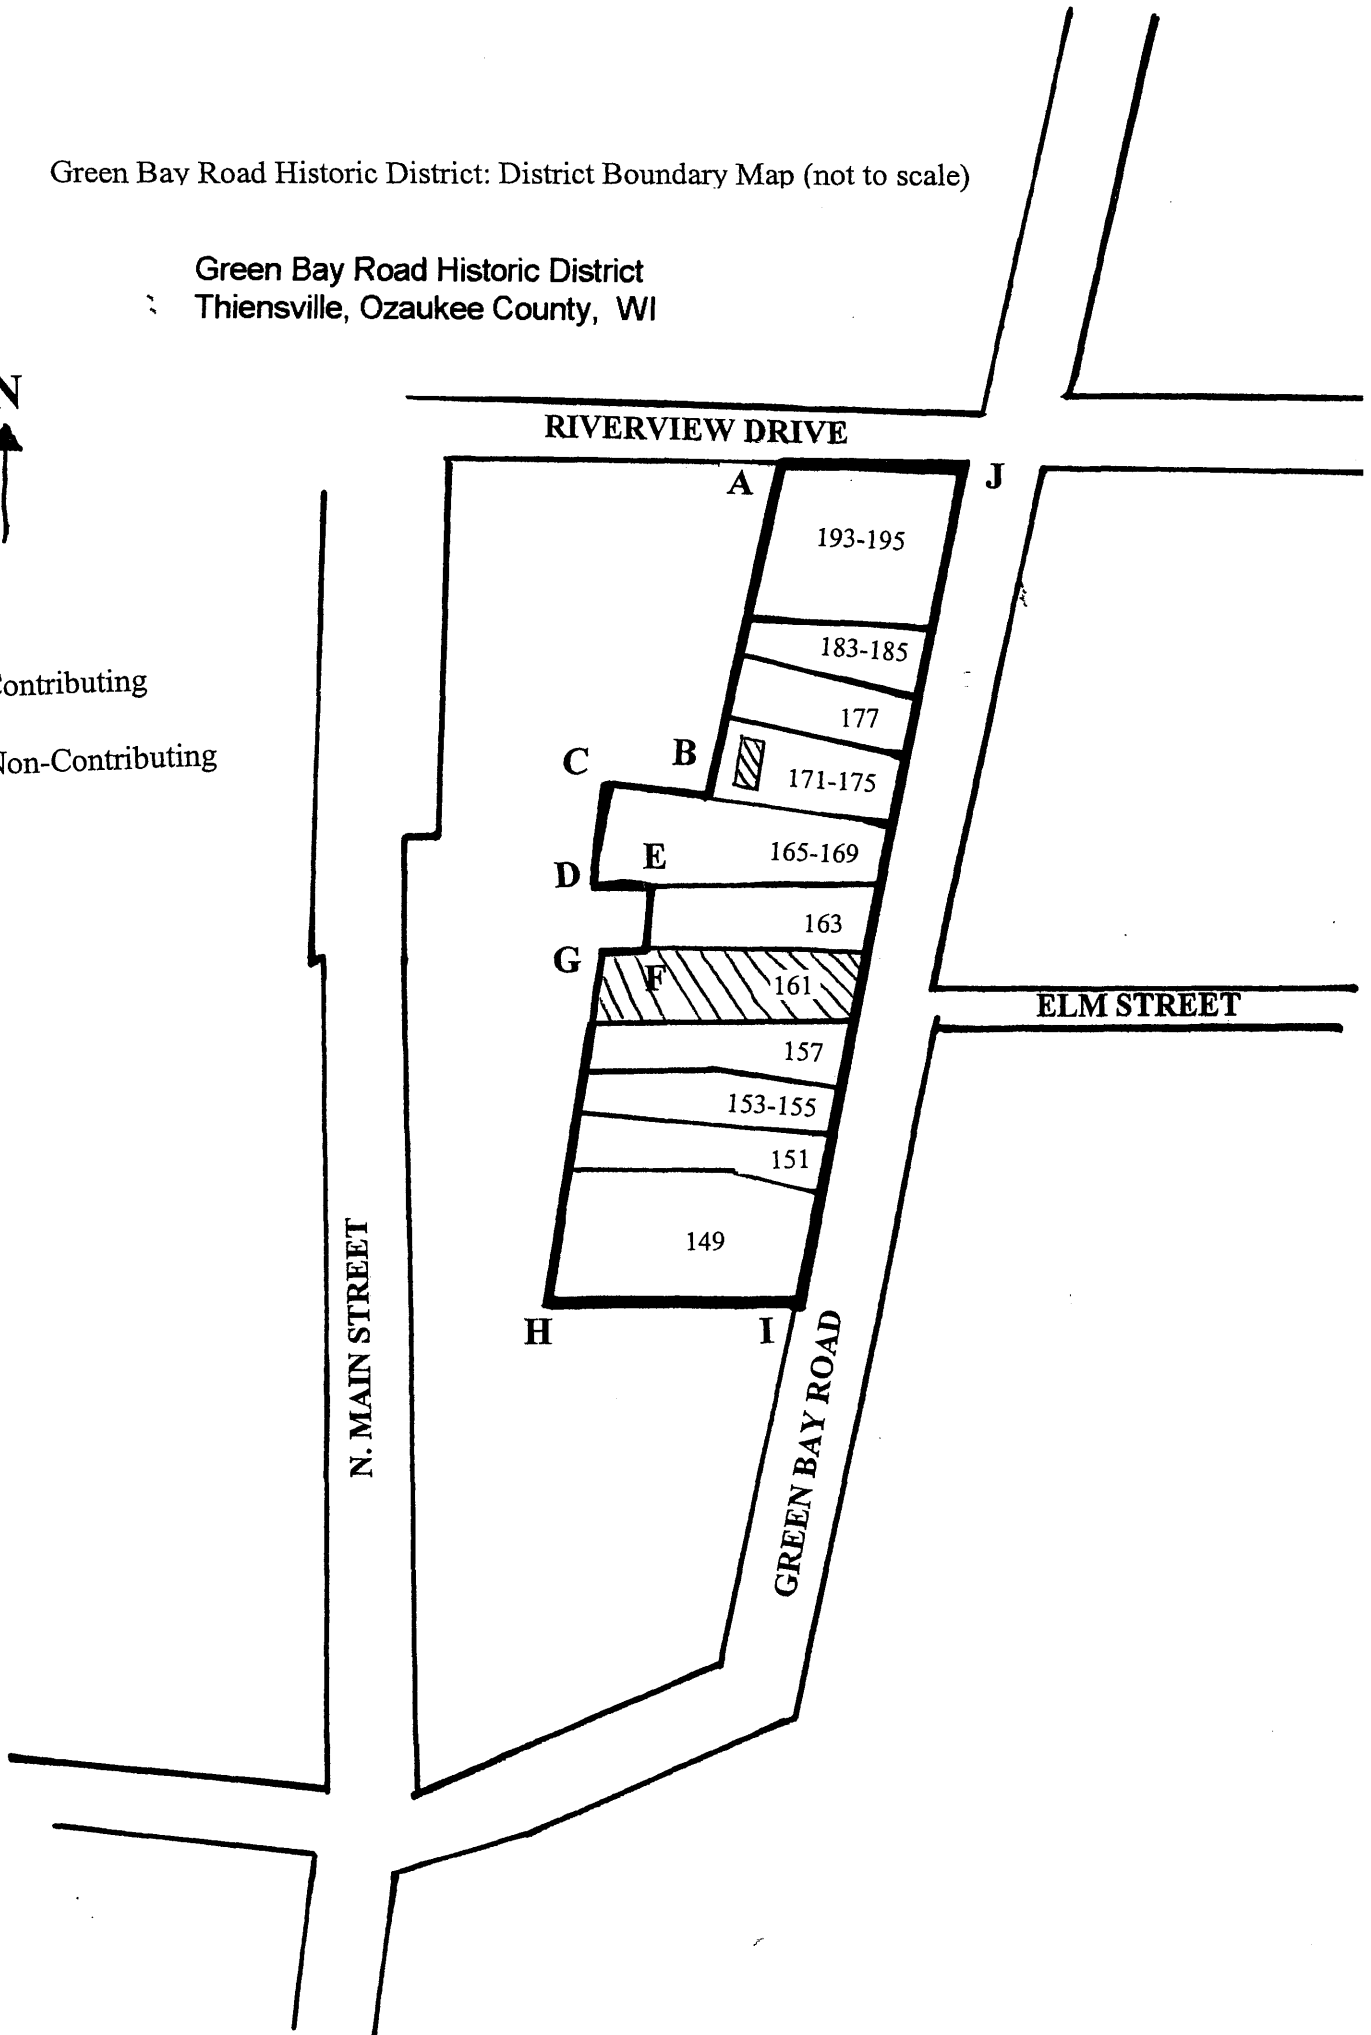 Green Bay Road Historic District: District Boundary Map (not to scale)
Green Bay Road Historic District
Thiensville, Ozaukee County, WI
N
RIVERVIEW DRIVE
A
J
193-195
183-185
ontributing
177
on-Contributing
B
C
171-175
165-169
E
D
163
G
F
161
ELM STREET
157
153-155
151
149
H
I
N. MAIN STREET
GREEN BAY ROAD